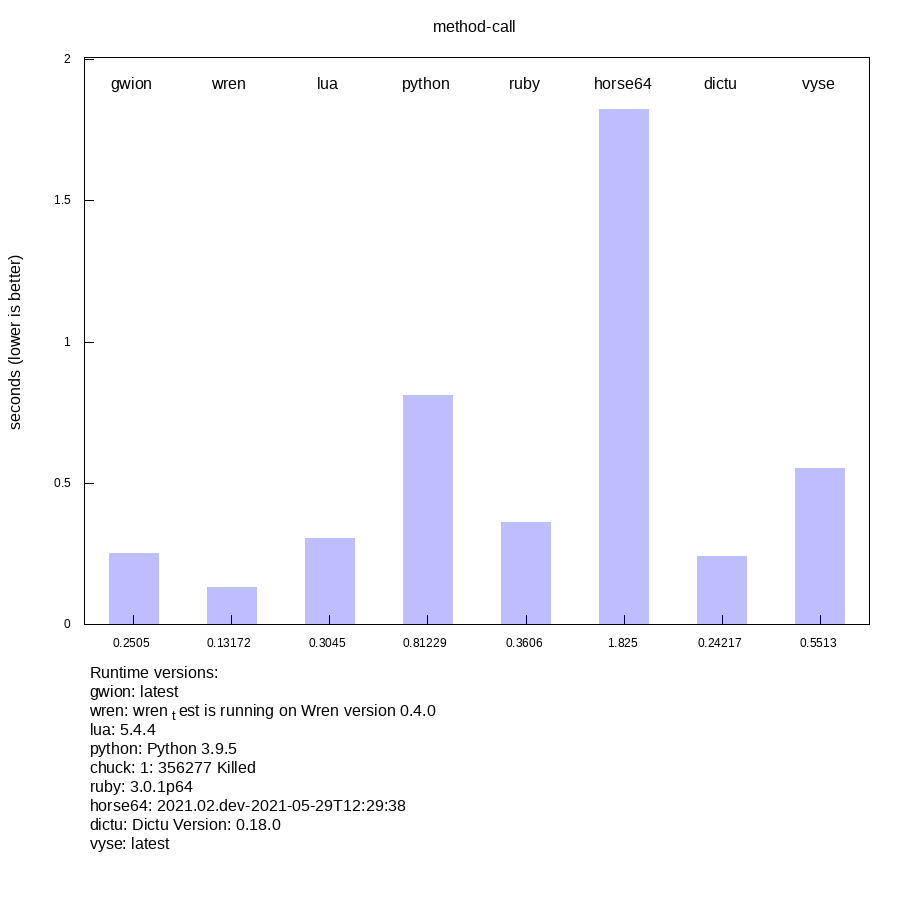 method-call
2
gwion wren lua python ruby horse64 dictu vyse
1.5
seconds (lower is better)
1
0.5
0
0.2505 0.13172 0.3045 0.81229 0.3606 1.825 0.24217 0.5513
Runtime versions:
gwion: latest
wren: wren t est is running on Wren version 0.4.0
lua: 5.4.4
python: Python 3.9.5
chuck: 1: 356277 Killed
ruby: 3.0.1p64
horse64: 2021.02.dev-2021-05-29T12:29:38
dictu: Dictu Version: 0.18.0
vyse: latest